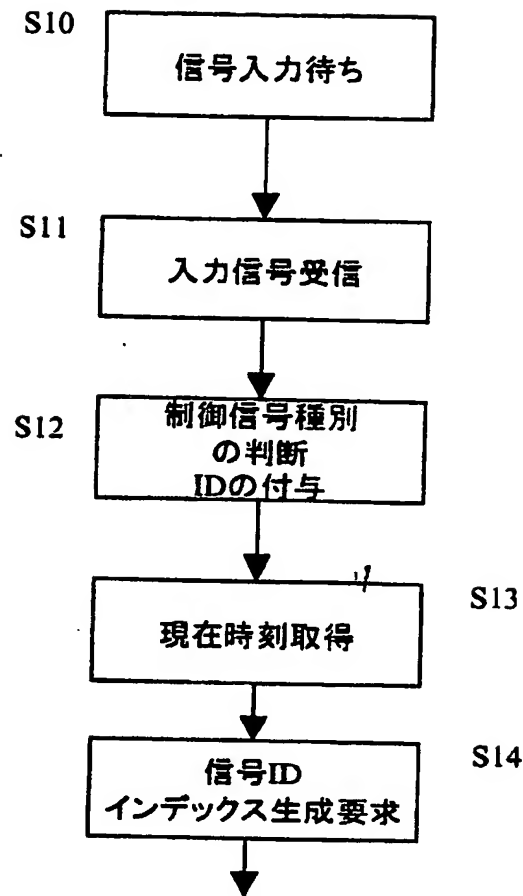 S10
信号入力待ち
S11
入力信号受信
S12
制御信号種別
の判断
IDの付与
S13
現在時刻取得
S14
信号ID
インデックス生成要求